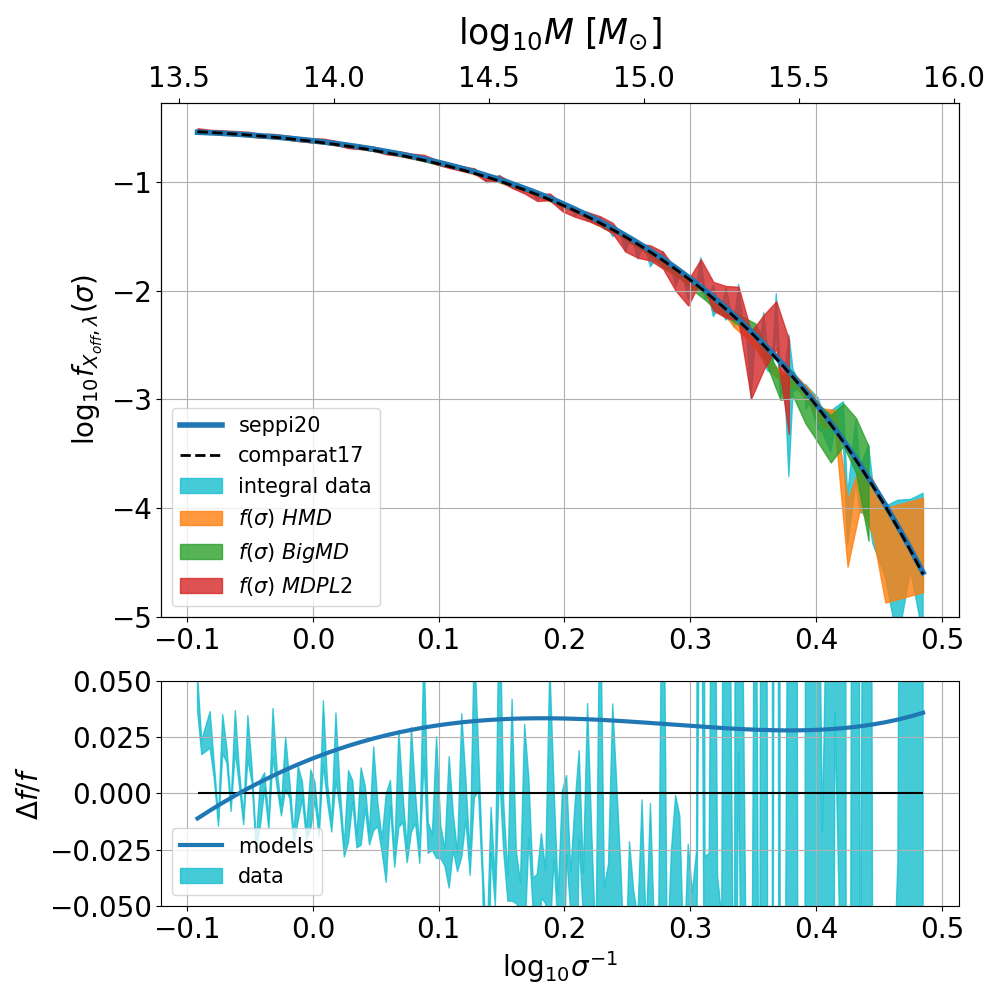 log₁₀M [M⊙]
13.5 14.0 14.5 15.0 15.5 16.0
−1
−2
−3
−4
−5
log₁₀f_{X_{off}, λ}(σ)
seppi20
comparat17
integral data
f(σ) HMD
f(σ) BigMD
f(σ) MDPL2
−0.1 0.0 0.1 0.2 0.3 0.4 0.5
0.050
0.025
0.000
−0.025
−0.050
Δf/f
models
data
−0.1 0.0 0.1 0.2 0.3 0.4 0.5
log₁₀σ⁻¹